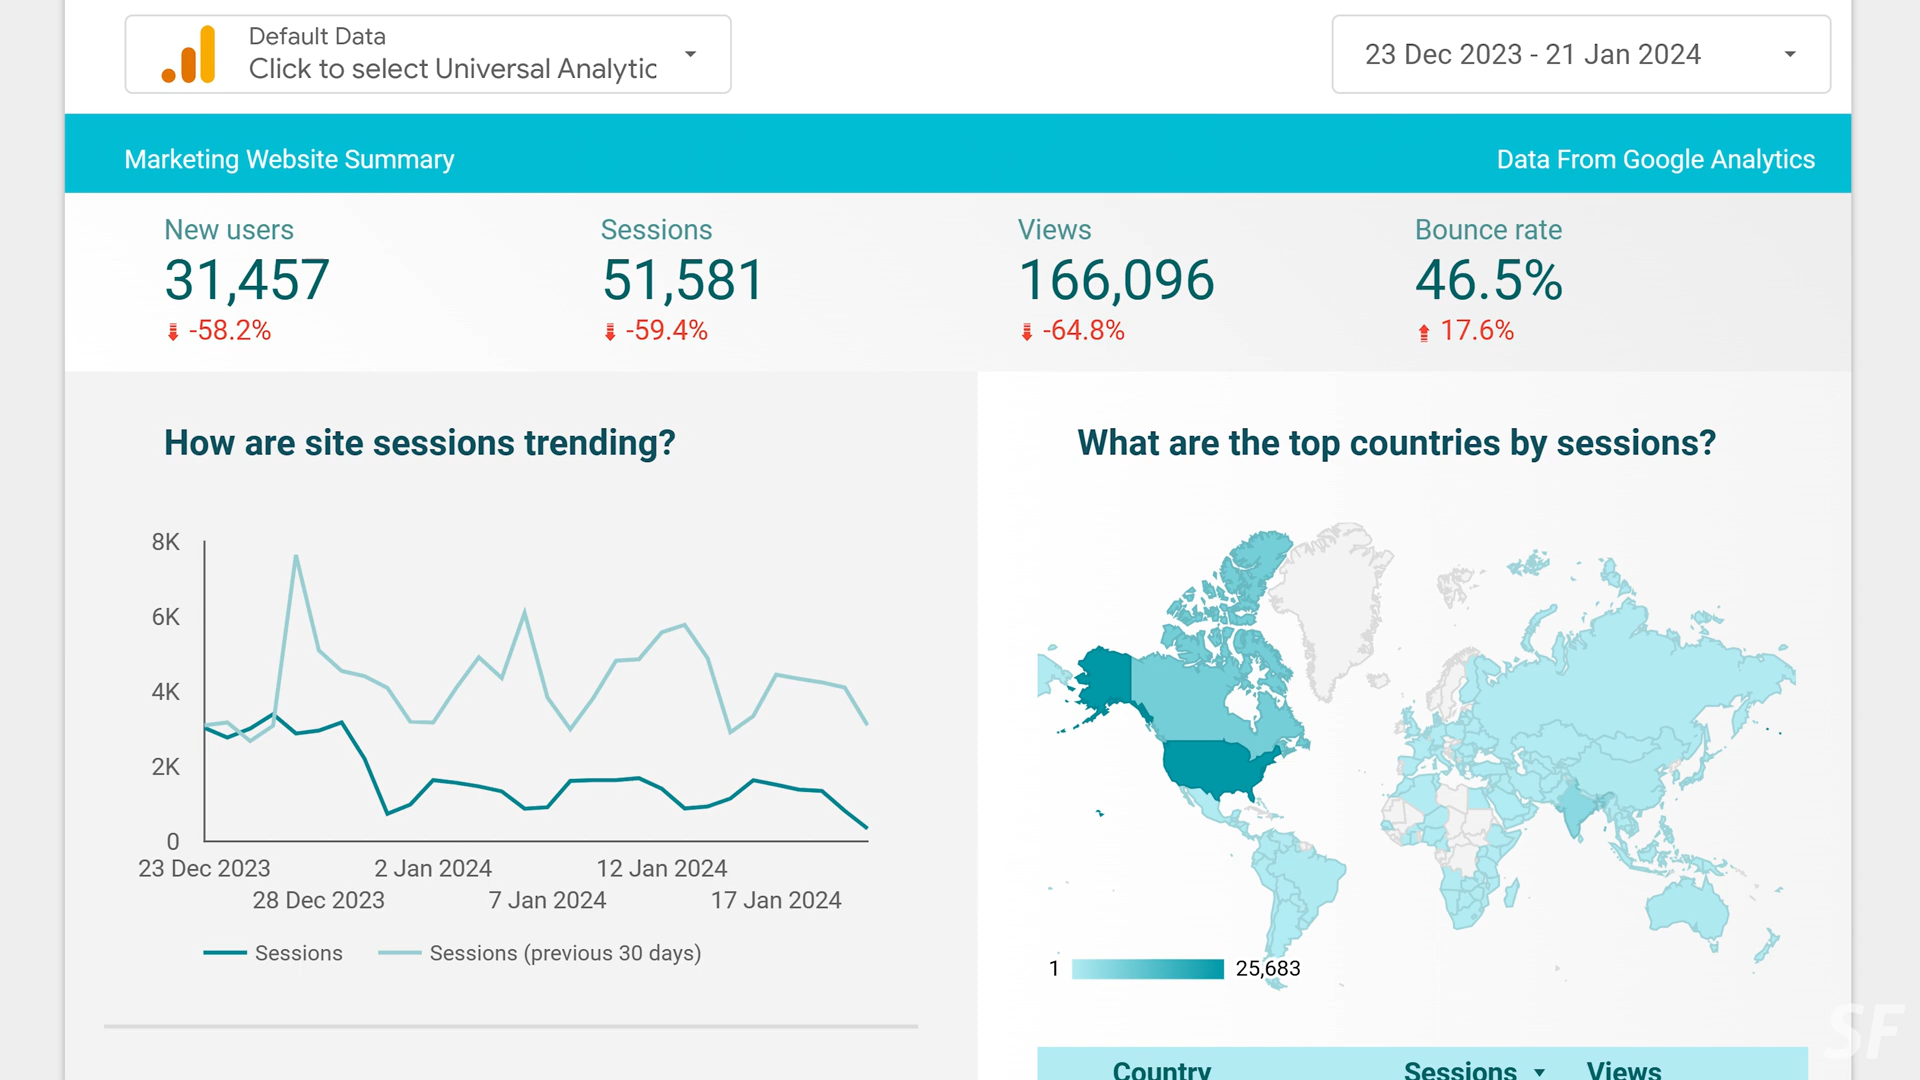 Default Data
Click to select Universal Analytic
23 Dec 2023 - 21 Jan 2024
Marketing Website Summary
Data From Google Analytics
New users
31,457
-58.2%
Sessions
51,581
-59.4%
Views
166,096
-64.8%
Bounce rate
46.5%
17.6%
How are site sessions trending?
8K
6K
4K
2K
0
23 Dec 2023
28 Dec 2023
2 Jan 2024
7 Jan 2024
12 Jan 2024
17 Jan 2024
Sessions
Sessions (previous 30 days)
What are the top countries by sessions?
1
25,683
Country
Sessions
Views
SF